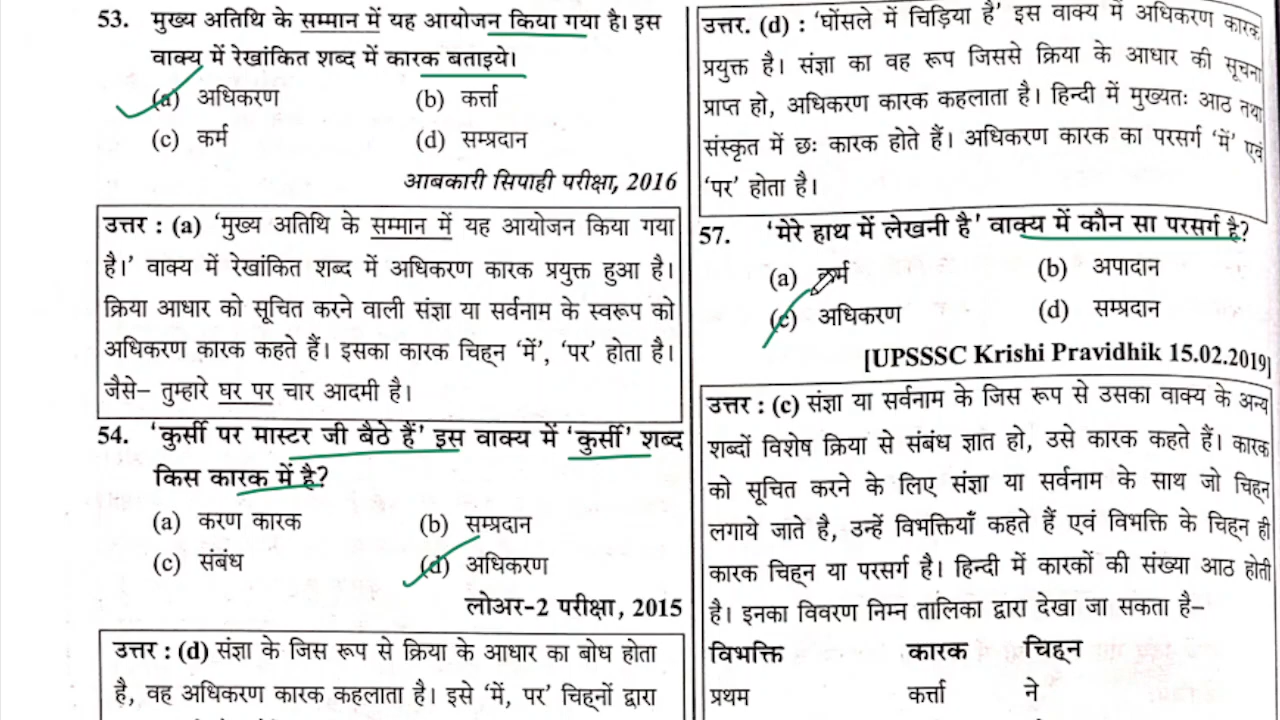 53. मुख्य अतिथि के सम्मान में यह आयोजन किया गया है। इस
वाक्य में रेखांकित शब्द में कारक बताइये।
(a) अधिकरण (b) कर्त्ता
(c) कर्म (d) सम्प्रदान
आबकारी सिपाही परीक्षा, 2016
उत्तर : (a) 'मुख्य अतिथि के सम्मान में यह आयोजन किया गया
है।' वाक्य में रेखांकित शब्द में अधिकरण कारक प्रयुक्त हुआ है।
क्रिया आधार को सूचित करने वाली संज्ञा या सर्वनाम के स्वरूप को
अधिकरण कारक कहते हैं। इसका कारक चिह्न 'में', 'पर' होता है।
जैसे– तुम्हारे घर पर चार आदमी है।
54. 'कुर्सी पर मास्टर जी बैठे हैं' इस वाक्य में 'कुर्सी' शब्द
किस कारक में है?
(a) करण कारक (b) सम्प्रदान
(c) संबंध (d) अधिकरण
लोअर-2 परीक्षा, 2015
उत्तर : (d) संज्ञा के जिस रूप से क्रिया के आधार का बोध होता
है, वह अधिकरण कारक कहलाता है। इसे 'में, पर' चिह्नों द्वारा
उत्तर. (d) : 'घोंसले में चिड़िया है' इस वाक्य में अधिकरण कारक
प्रयुक्त है। संज्ञा का वह रूप जिससे क्रिया के आधार की सूचना
प्राप्त हो, अधिकरण कारक कहलाता है। हिन्दी में मुख्यतः आठ तथा
संस्कृत में छः कारक होते हैं। अधिकरण कारक का परसर्ग 'में' एवं
'पर' होता है।
57. 'मेरे हाथ में लेखनी है' वाक्य में कौन सा परसर्ग है?
(a) कर्म (b) अपादान
(c) अधिकरण (d) सम्प्रदान
[UPSSSC Krishi Pravidhik 15.02.2019]
उत्तर : (c) संज्ञा या सर्वनाम के जिस रूप से उसका वाक्य के अन्य
शब्दों विशेष क्रिया से संबंध ज्ञात हो, उसे कारक कहते हैं। कारक
को सूचित करने के लिए संज्ञा या सर्वनाम के साथ जो चिह्न
लगाये जाते है, उन्हें विभक्तियाँ कहते हैं एवं विभक्ति के चिह्न ही
कारक चिह्न या परसर्ग है। हिन्दी में कारकों की संख्या आठ होती
है। इनका विवरण निम्न तालिका द्वारा देखा जा सकता है–
विभक्ति कारक चिह्न
प्रथम कर्त्ता ने